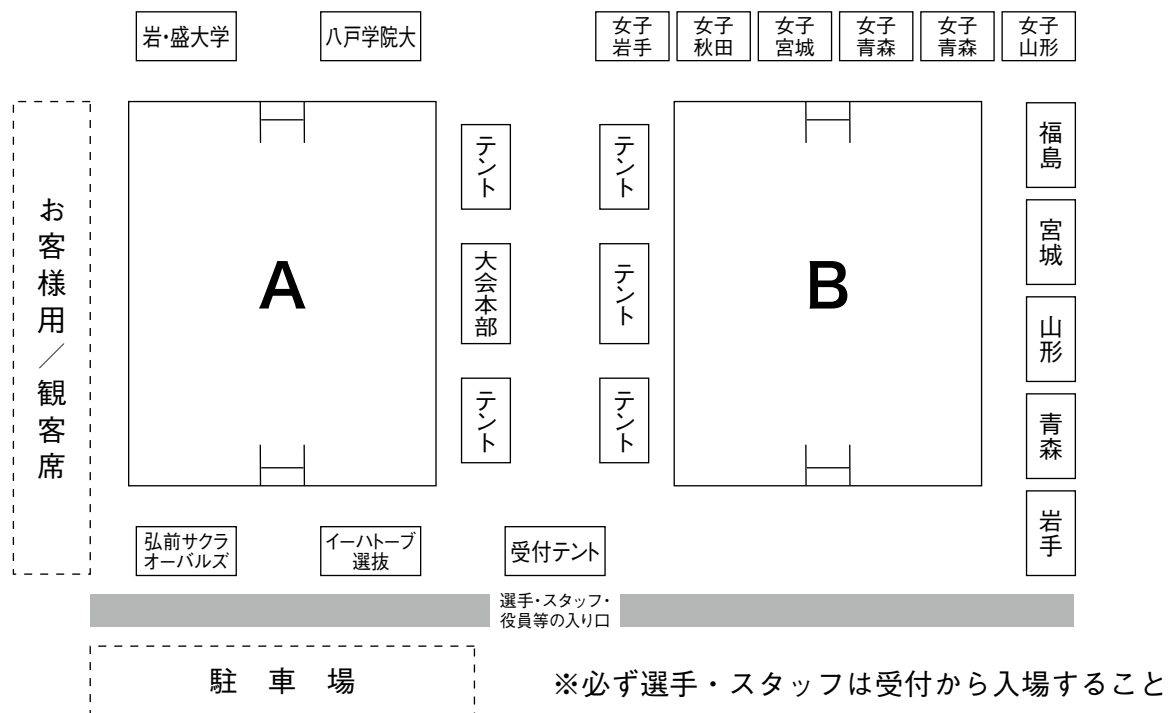 岩・盛大学
八戸学院大
女子
岩手
女子
秋田
女子
宮城
女子
青森
女子
青森
女子
山形
お客様用／観客席
A
テント
大会本部
テント
テント
テント
テント
B
福島
宮城
山形
青森
岩手
弘前サクラ
オーバルズ
イーハトーブ
選抜
受付テント
選手・スタッフ・
役員等の入り口
駐車場
※必ず選手・スタッフは受付から入場すること